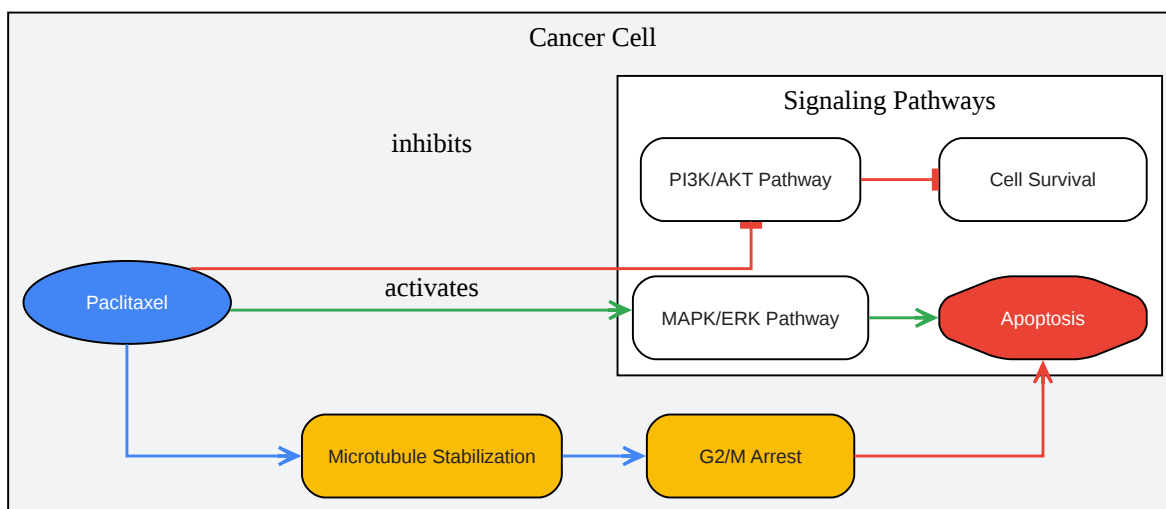 Cancer Cell
Signaling Pathways
inhibits
PI3K/AKT Pathway
Cell Survival
activates
Paclitaxel
MAPK/ERK Pathway
Apoptosis
Microtubule Stabilization
G2/M Arrest